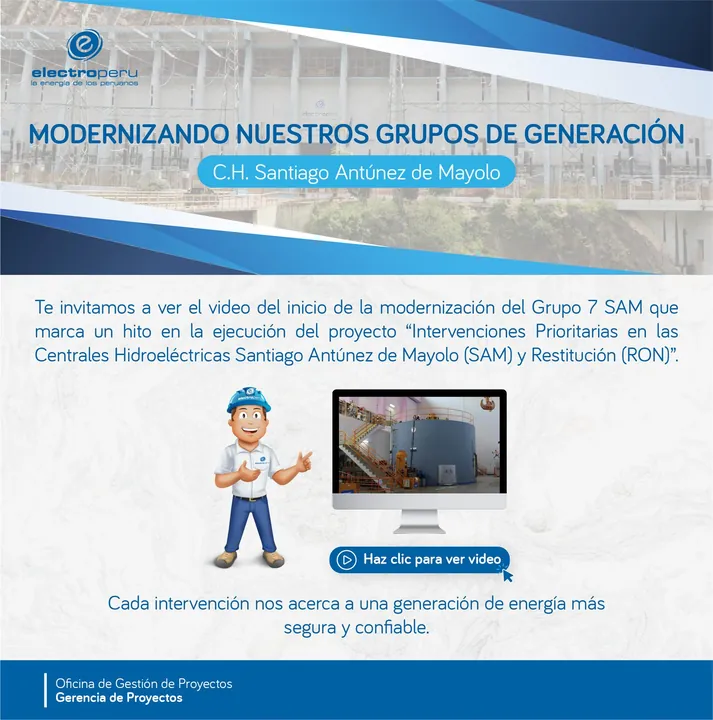 electroperu
la energía de los peruanos
MODERNIZANDO NUESTROS GRUPOS DE GENERACIÓN
C.H. Santiago Antúnez de Mayolo
Te invitamos a ver el video del inicio de la modernización del Grupo 7 SAM que
marca un hito en la ejecución del proyecto “Intervenciones Prioritarias en las
Centrales Hidroeléctricas Santiago Antúnez de Mayolo (SAM) y Restitución (RON)”.
Haz clic para ver video
Cada intervención nos acerca a una generación de energía más
segura y confiable.
Oficina de Gestión de Proyectos
Gerencia de Proyectos